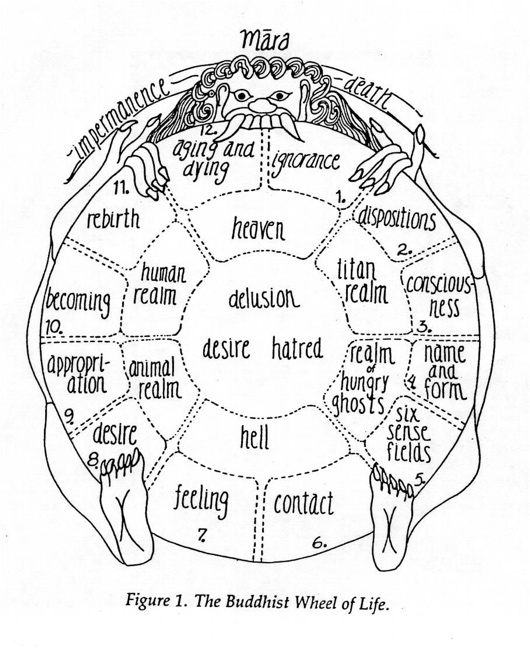 Māra
impermanence
death
12.
aging and
dying
ignorance
1.
11.
rebirth
heaven
dispositions
2.
human
realm
titan
realm
conscious-
ness
3.
becoming
10.
delusion
desire hatred
appropri-
ation
9.
animal
realm
realm
of
hungry
ghosts
name
and
form
4.
desire
8.
hell
six
sense
fields
5.
feeling
7.
contact
6.
Figure 1. The Buddhist Wheel of Life.